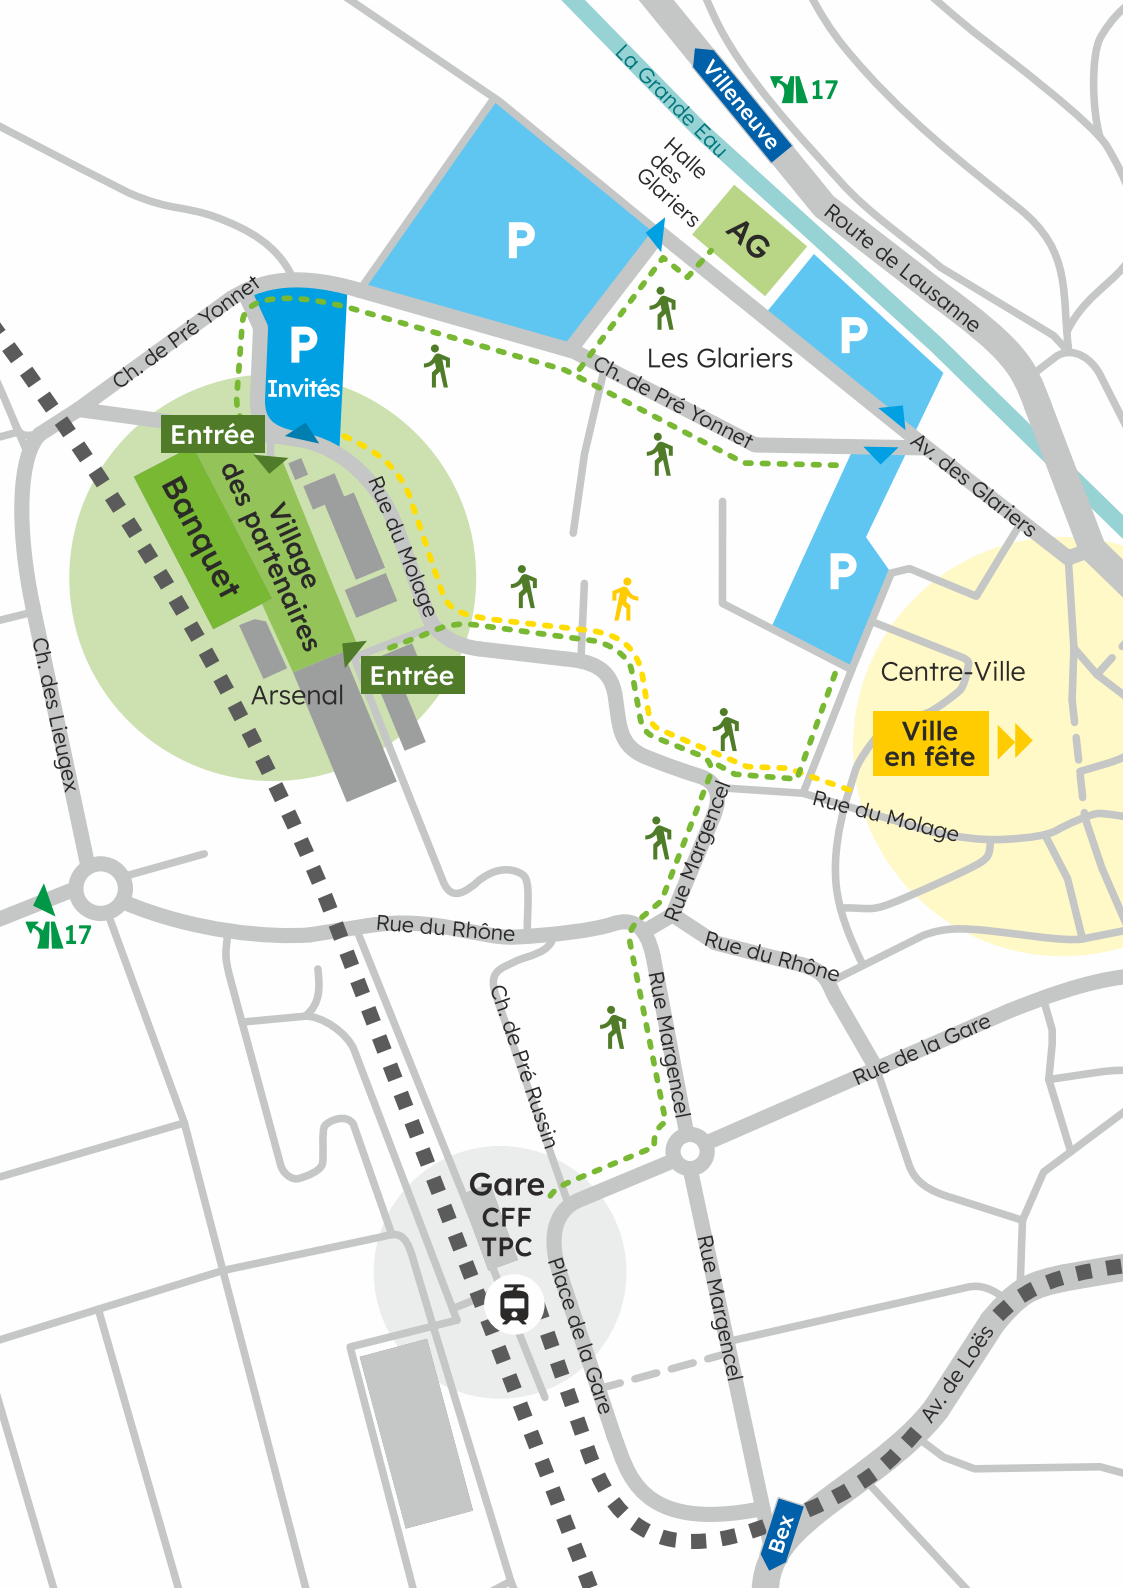 La Grande Eau
Villeneuve
17
Halle
des
Glariers
AG
P
Route de Lausanne
Ch. de Pré Yonnet
P
Invités
P
Les Glariers
Ch. de Pré Yonnet
Av. des Glariers
Entrée
Banquet
Village
des partenaires
Rue du Molage
P
Entrée
Arsenal
Centre-Ville
Ville
en fête
Ch. des Lieugex
Rue du Molage
Rue Margencel
17
Rue du Rhône
Rue du Rhône
Ch. de Pré Russin
Rue Margencel
Rue de la Gare
Gare
CFF
TPC
Place de la Gare
Rue Margencel
Av. de Loës
Bex